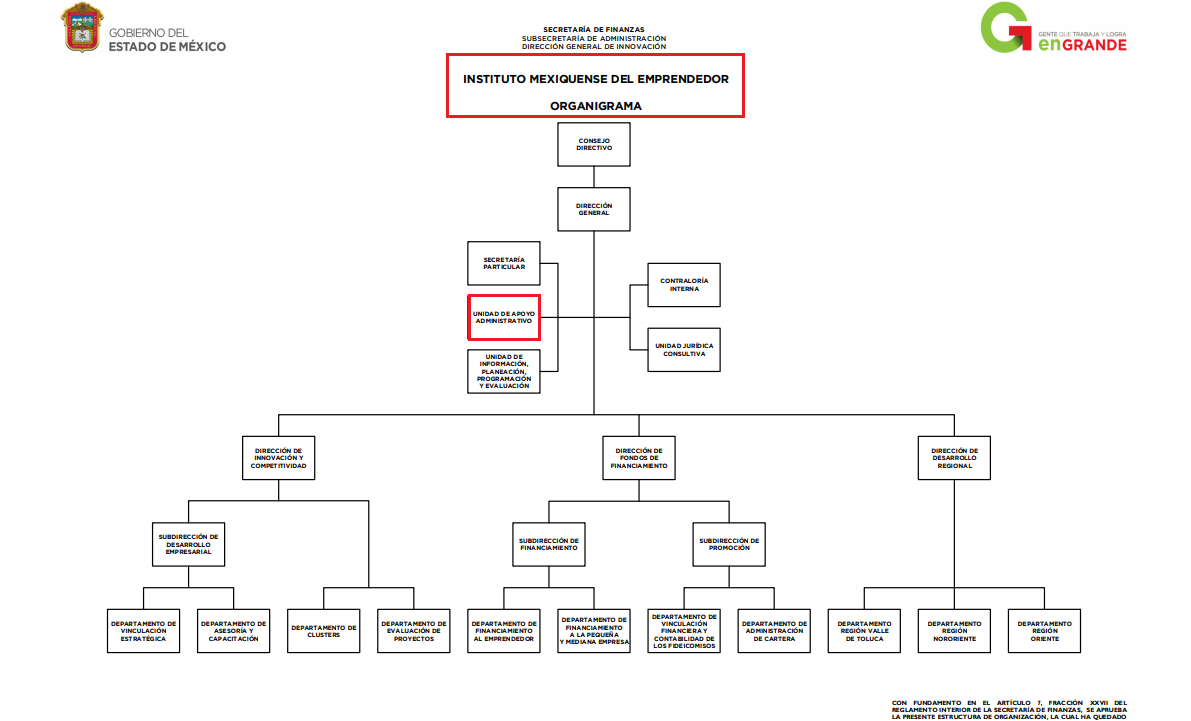 GOBIERNO DEL
ESTADO DE MÉXICO
SECRETARÍA DE FINANZAS
SUBSECRETARÍA DE ADMINISTRACIÓN
DIRECCIÓN GENERAL DE INNOVACIÓN
GENTE QUE TRABAJA Y LOGRA
enGRANDE
INSTITUTO MEXIQUENSE DEL EMPRENDEDOR
ORGANIGRAMA
CONSEJO
DIRECTIVO
DIRECCIÓN
GENERAL
SECRETARÍA
PARTICULAR
CONTRALORÍA
INTERNA
UNIDAD DE APOYO
ADMINISTRATIVO
UNIDAD JURÍDICA
CONSULTIVA
UNIDAD DE
INFORMACIÓN,
PLANEACIÓN,
PROGRAMACIÓN
Y EVALUACIÓN
DIRECCIÓN DE
INNOVACIÓN Y
COMPETITIVIDAD
DIRECCIÓN DE
FONDOS DE
FINANCIAMIENTO
DIRECCIÓN DE
DESARROLLO
REGIONAL
SUBDIRECCIÓN DE
DESARROLLO
EMPRESARIAL
SUBDIRECCIÓN DE
FINANCIAMIENTO
SUBDIRECCIÓN DE
PROMOCIÓN
DEPARTAMENTO DE
VINCULACIÓN
ESTRATÉGICA
DEPARTAMENTO DE
ASESORÍA Y
CAPACITACIÓN
DEPARTAMENTO DE
CLUSTERS
DEPARTAMENTO DE
EVALUACIÓN DE
PROYECTOS
DEPARTAMENTO DE
FINANCIAMIENTO
AL EMPRENDEDOR
DEPARTAMENTO DE
FINANCIAMIENTO
A LA PEQUEÑA
Y MEDIANA EMPRESA
DEPARTAMENTO DE
VINCULACIÓN
FINANCIERA Y
CONTABILIDAD DE
LOS FIDEICOMISOS
DEPARTAMENTO DE
ADMINISTRACIÓN
DE CARTERA
DEPARTAMENTO
REGIÓN VALLE
DE TOLUCA
DEPARTAMENTO
REGIÓN
NORORIENTE
DEPARTAMENTO
REGIÓN
ORIENTE
CON FUNDAMENTO EN EL ARTÍCULO 7, FRACCIÓN XXVII DEL
REGLAMENTO INTERIOR DE LA SECRETARÍA DE FINANZAS, SE APRUEBA
LA PRESENTE ESTRUCTURA DE ORGANIZACIÓN, LA CUAL HA QUEDADO